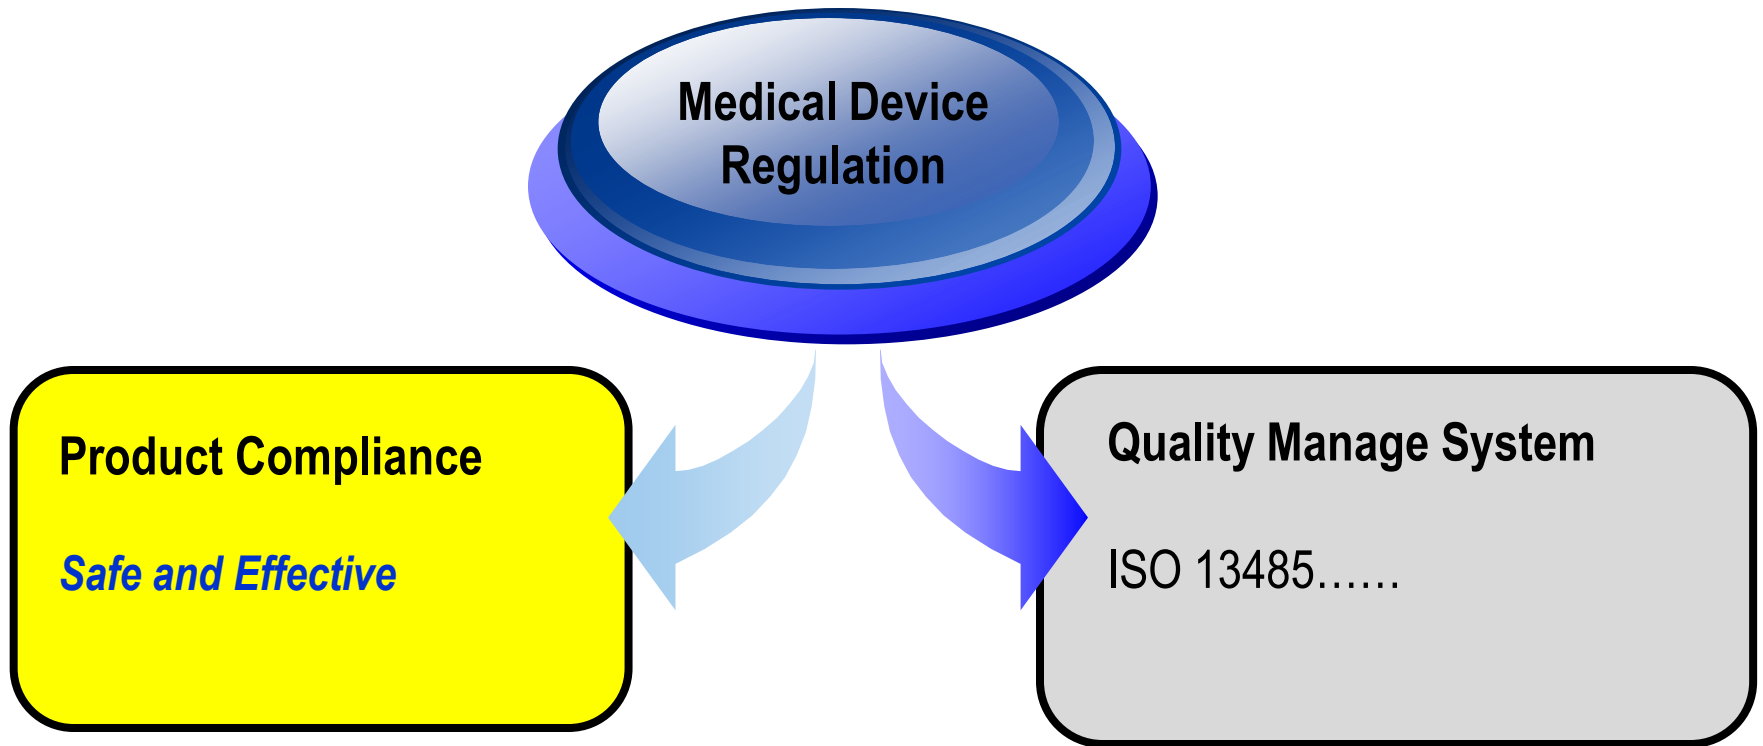 Medical Device
Regulation
Product Compliance
Safe and Effective
Quality Manage System
ISO 13485……